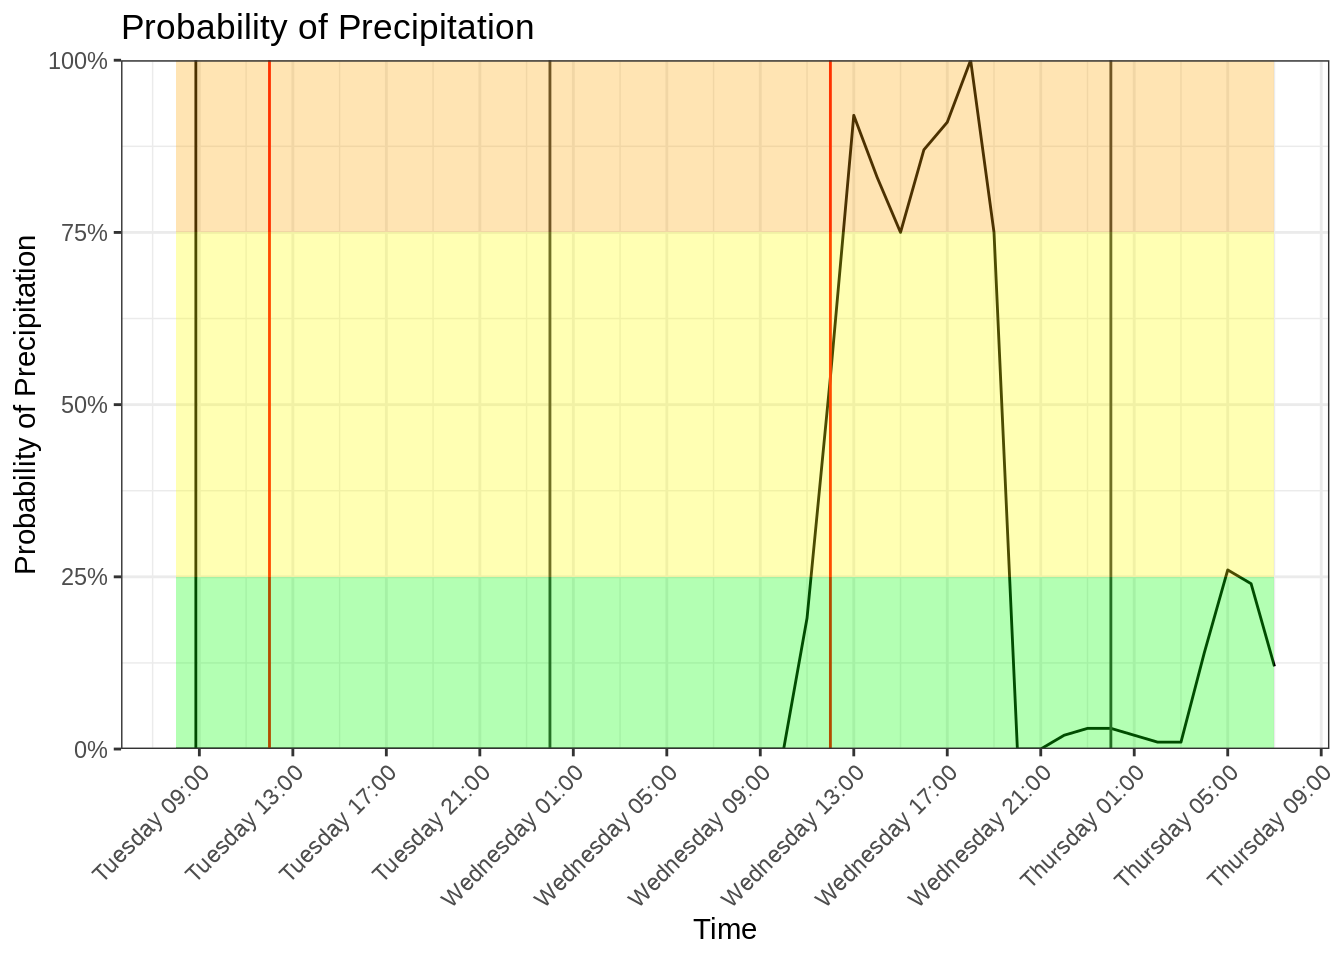 Probability of Precipitation
Probability of Precipitation
100%
75%
50%
25%
0%
Tuesday 09:00
Tuesday 13:00
Tuesday 17:00
Tuesday 21:00
Wednesday 01:00
Wednesday 05:00
Wednesday 09:00
Wednesday 13:00
Wednesday 17:00
Wednesday 21:00
Thursday 01:00
Thursday 05:00
Thursday 09:00
Time